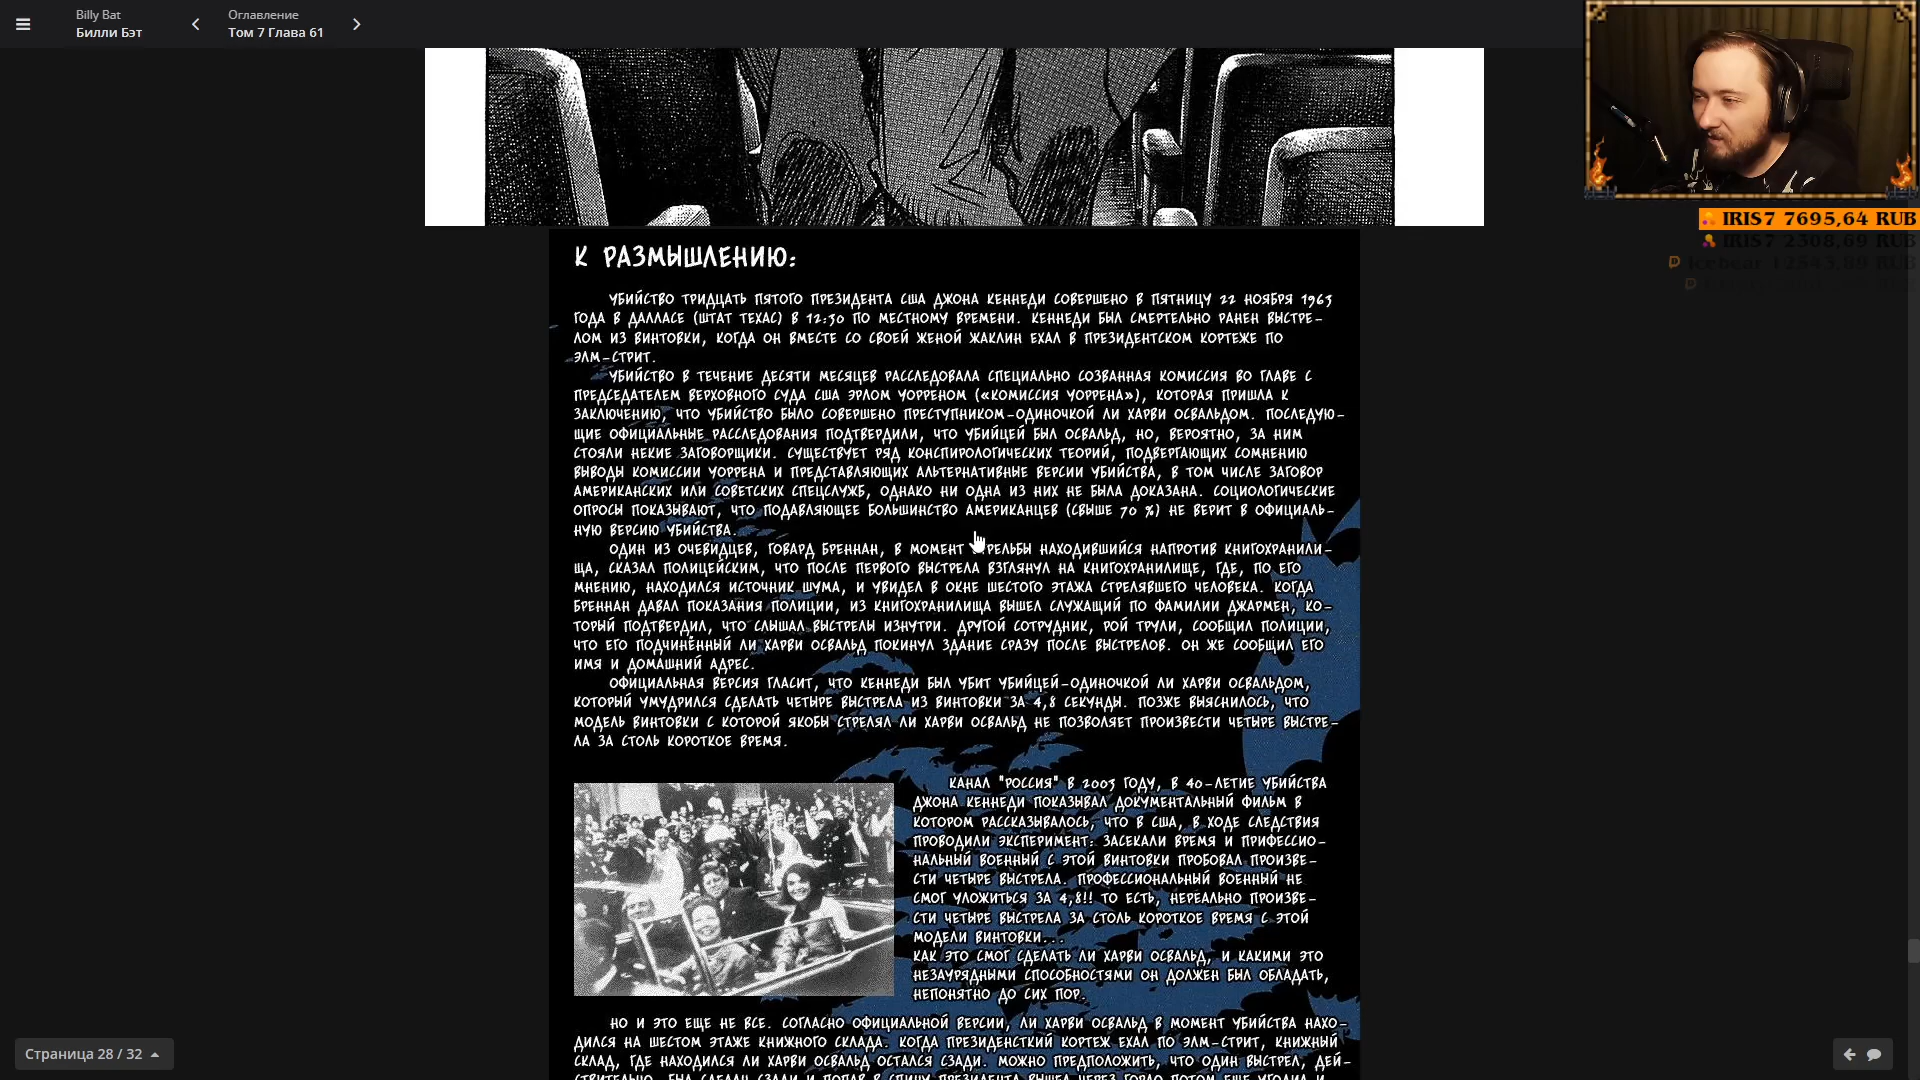 Billy Bat
Билли Бэт
Оглавление
Том 7 Глава 61
IRIS7 7695,64 RUB
IRIS7 2308,69 RUB
К РАЗМЫШЛЕНИЮ:
УБИЙСТВО ТРИДЦАТЬ ПЯТОГО ПРЕЗИДЕНТА США ДЖОНА КЕННЕДИ СОВЕРШЕНО В ПЯТНИЦУ 22 НОЯБРЯ 1963
ГОДА В ДАЛЛАСЕ (ШТАТ ТЕХАС) В 12:30 ПО МЕСТНОМУ ВРЕМЕНИ. КЕННЕДИ БЫЛ СМЕРТЕЛЬНО РАНЕН ВЫСТРЕ-
ЛОМ ИЗ ВИНТОВКИ, КОГДА ОН ВМЕСТЕ СО СВОЕЙ ЖЕНОЙ ЖАКЛИН ЕХАЛ В ПРЕЗИДЕНТСКОМ КОРТЕЖЕ ПО
ЭЛМ-СТРИТ.
УБИЙСТВО В ТЕЧЕНИЕ ДЕСЯТИ МЕСЯЦЕВ РАССЛЕДОВАЛА СПЕЦИАЛЬНО СОЗВАННАЯ КОМИССИЯ ВО ГЛАВЕ С
ПРЕДСЕДАТЕЛЕМ ВЕРХОВНОГО СУДА США ЭРЛОМ УОРРЕНОМ («КОМИССИЯ УОРРЕНА»), КОТОРАЯ ПРИШЛА К
ЗАКЛЮЧЕНИЮ, ЧТО УБИЙСТВО БЫЛО СОВЕРШЕНО ПРЕСТУПНИКОМ-ОДИНОЧКОЙ ЛИ ХАРВИ ОСВАЛЬДОМ. ПОСЛЕДУЮ-
ЩИЕ ОФИЦИАЛЬНЫЕ РАССЛЕДОВАНИЯ ПОДТВЕРДИЛИ, ЧТО УБИЙЦЕЙ БЫЛ ОСВАЛЬД, НО, ВЕРОЯТНО, ЗА НИМ
СТОЯЛИ НЕКИЕ ЗАГОВОРЩИКИ. СУЩЕСТВУЕТ РЯД КОНСПИРОЛОГИЧЕСКИХ ТЕОРИЙ, ПОДВЕРГАЮЩИХ СОМНЕНИЮ
ВЫВОДЫ КОМИССИИ УОРРЕНА И ПРЕДСТАВЛЯЮЩИХ АЛЬТЕРНАТИВНЫЕ ВЕРСИИ УБИЙСТВА, В ТОМ ЧИСЛЕ ЗАГОВОР
АМЕРИКАНСКИХ ИЛИ СОВЕТСКИХ СПЕЦСЛУЖБ, ОДНАКО НИ ОДНА ИЗ НИХ НЕ БЫЛА ДОКАЗАНА. СОЦИОЛОГИЧЕСКИЕ
ОПРОСЫ ПОКАЗЫВАЮТ, ЧТО ПОДАВЛЯЮЩЕЕ БОЛЬШИНСТВО АМЕРИКАНЦЕВ (СВЫШЕ 70 %) НЕ ВЕРИТ В ОФИЦИАЛЬ-
НУЮ ВЕРСИЮ УБИЙСТВА.
ОДИН ИЗ ОЧЕВИДЦЕВ, ГОВАРД БРЕННАН, В МОМЕНТ СТРЕЛЬБЫ НАХОДИВШИЙСЯ НАПРОТИВ КНИГОХРАНИЛИ-
ЩА, СКАЗАЛ ПОЛИЦЕЙСКИМ, ЧТО ПОСЛЕ ПЕРВОГО ВЫСТРЕЛА ВЗГЛЯНУЛ НА КНИГОХРАНИЛИЩЕ, ГДЕ, ПО ЕГО
МНЕНИЮ, НАХОДИЛСЯ ИСТОЧНИК ШУМА, И УВИДЕЛ В ОКНЕ ШЕСТОГО ЭТАЖА СТРЕЛЯВШЕГО ЧЕЛОВЕКА. КОГДА
БРЕННАН ДАВАЛ ПОКАЗАНИЯ ПОЛИЦИИ, ИЗ КНИГОХРАНИЛИЩА ВЫШЕЛ СЛУЖАЩИЙ ПО ФАМИЛИИ ДЖАРМЕН, КО-
ТОРЫЙ ПОДТВЕРДИЛ, ЧТО СЛЫШАЛ ВЫСТРЕЛЫ ИЗНУТРИ. ДРУГОЙ СОТРУДНИК, РОЙ ТРУЛИ, СООБЩИЛ ПОЛИЦИИ,
ЧТО ЕГО ПОДЧИНЁННЫЙ ЛИ ХАРВИ ОСВАЛЬД ПОКИНУЛ ЗДАНИЕ СРАЗУ ПОСЛЕ ВЫСТРЕЛОВ. ОН ЖЕ СООБЩИЛ ЕГО
ИМЯ И ДОМАШНИЙ АДРЕС.
ОФИЦИАЛЬНАЯ ВЕРСИЯ ГЛАСИТ, ЧТО КЕННЕДИ БЫЛ УБИТ УБИЙЦЕЙ-ОДИНОЧКОЙ ЛИ ХАРВИ ОСВАЛЬДОМ,
КОТОРЫЙ УМУДРИЛСЯ СДЕЛАТЬ ЧЕТЫРЕ ВЫСТРЕЛА ИЗ ВИНТОВКИ ЗА 4,8 СЕКУНДЫ. ПОЗЖЕ ВЫЯСНИЛОСЬ, ЧТО
МОДЕЛЬ ВИНТОВКИ С КОТОРОЙ ЯКОБЫ СТРЕЛЯЛ ЛИ ХАРВИ ОСВАЛЬД НЕ ПОЗВОЛЯЕТ ПРОИЗВЕСТИ ЧЕТЫРЕ ВЫСТРЕ-
ЛА ЗА СТОЛЬ КОРОТКОЕ ВРЕМЯ.
КАНАЛ "РОССИЯ" В 2003 ГОДУ, В 40-ЛЕТИЕ УБИЙСТВА
ДЖОНА КЕННЕДИ ПОКАЗЫВАЛ ДОКУМЕНТАЛЬНЫЙ ФИЛЬМ В
КОТОРОМ РАССКАЗЫВАЛОСЬ, ЧТО В США, В ХОДЕ СЛЕДСТВИЯ
ПРОВОДИЛИ ЭКСПЕРИМЕНТ: ЗАСЕКАЛИ ВРЕМЯ И ПРИФЕССИО-
НАЛЬНЫЙ ВОЕННЫЙ С ЭТОЙ ВИНТОВКИ ПРОБОВАЛ ПРОИЗВЕ-
СТИ ЧЕТЫРЕ ВЫСТРЕЛА. ПРОФЕССИОНАЛЬНЫЙ ВОЕННЫЙ НЕ
СМОГ УЛОЖИТЬСЯ ЗА 4,8!! ТО ЕСТЬ, НЕРЕАЛЬНО ПРОИЗВЕ-
СТИ ЧЕТЫРЕ ВЫСТРЕЛА ЗА СТОЛЬ КОРОТКОЕ ВРЕМЯ С ЭТОЙ
МОДЕЛИ ВИНТОВКИ...
КАК ЭТО СМОГ СДЕЛАТЬ ЛИ ХАРВИ ОСВАЛЬД, И КАКИМИ ЭТО
НЕЗАУРЯДНЫМИ СПОСОБНОСТЯМИ ОН ДОЛЖЕН БЫЛ ОБЛАДАТЬ,
НЕПОНЯТНО ДО СИХ ПОР.
НО И ЭТО ЕЩЕ НЕ ВСЕ. СОГЛАСНО ОФИЦИАЛЬНОЙ ВЕРСИИ, ЛИ ХАРВИ ОСВАЛЬД В МОМЕНТ УБИЙСТВА НАХО-
ДИЛСЯ НА ШЕСТОМ ЭТАЖЕ КНИЖНОГО СКЛАДА. КОГДА ПРЕЗИДЕНСТКИЙ КОРТЕЖ ЕХАЛ ПО ЭЛМ-СТРИТ, КНИЖНЫЙ
СКЛАД, ГДЕ НАХОДИЛСЯ ЛИ ХАРВИ ОСВАЛЬД ОСТАЛСЯ СЗАДИ. МОЖНО ПРЕДПОЛОЖИТЬ, ЧТО ОДИН ВЫСТРЕЛ, ДЕЙ-
Страница 28 / 32